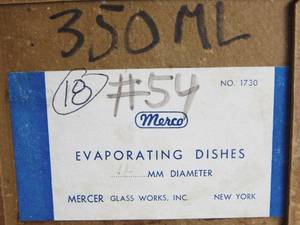 350 ML
18 #54
NO. 1730
Merco
EVAPORATING DISHES
MM DIAMETER
MERCER GLASS WORKS, INC. NEW YORK